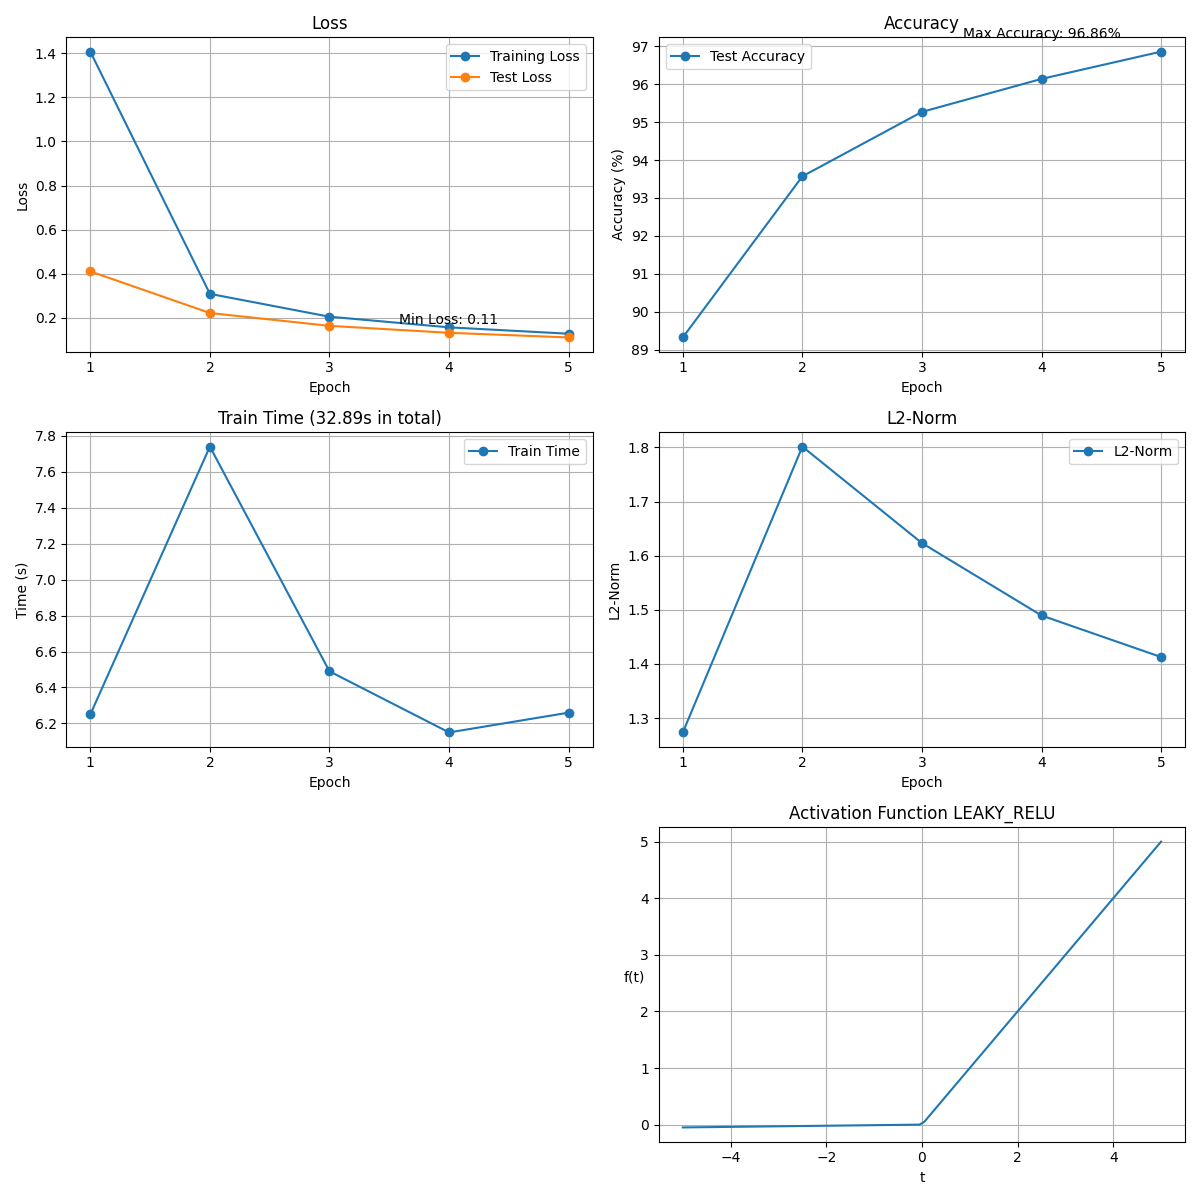 Loss
Training Loss
Test Loss
Min Loss: 0.11
1.4
1.2
1.0
0.8
0.6
0.4
0.2
Loss
1 2 3 4 5
Epoch
Accuracy
Max Accuracy: 96.86%
Test Accuracy
97
96
95
94
93
92
91
90
89
Accuracy (%)
1 2 3 4 5
Epoch
Train Time (32.89s in total)
Train Time
7.8
7.6
7.4
7.2
7.0
6.8
6.6
6.4
6.2
Time (s)
1 2 3 4 5
Epoch
L2-Norm
L2-Norm
1.8
1.7
1.6
1.5
1.4
1.3
L2-Norm
1 2 3 4 5
Epoch
Activation Function LEAKY_RELU
5
4
3
2
1
0
f(t)
−4 −2 0 2 4
t